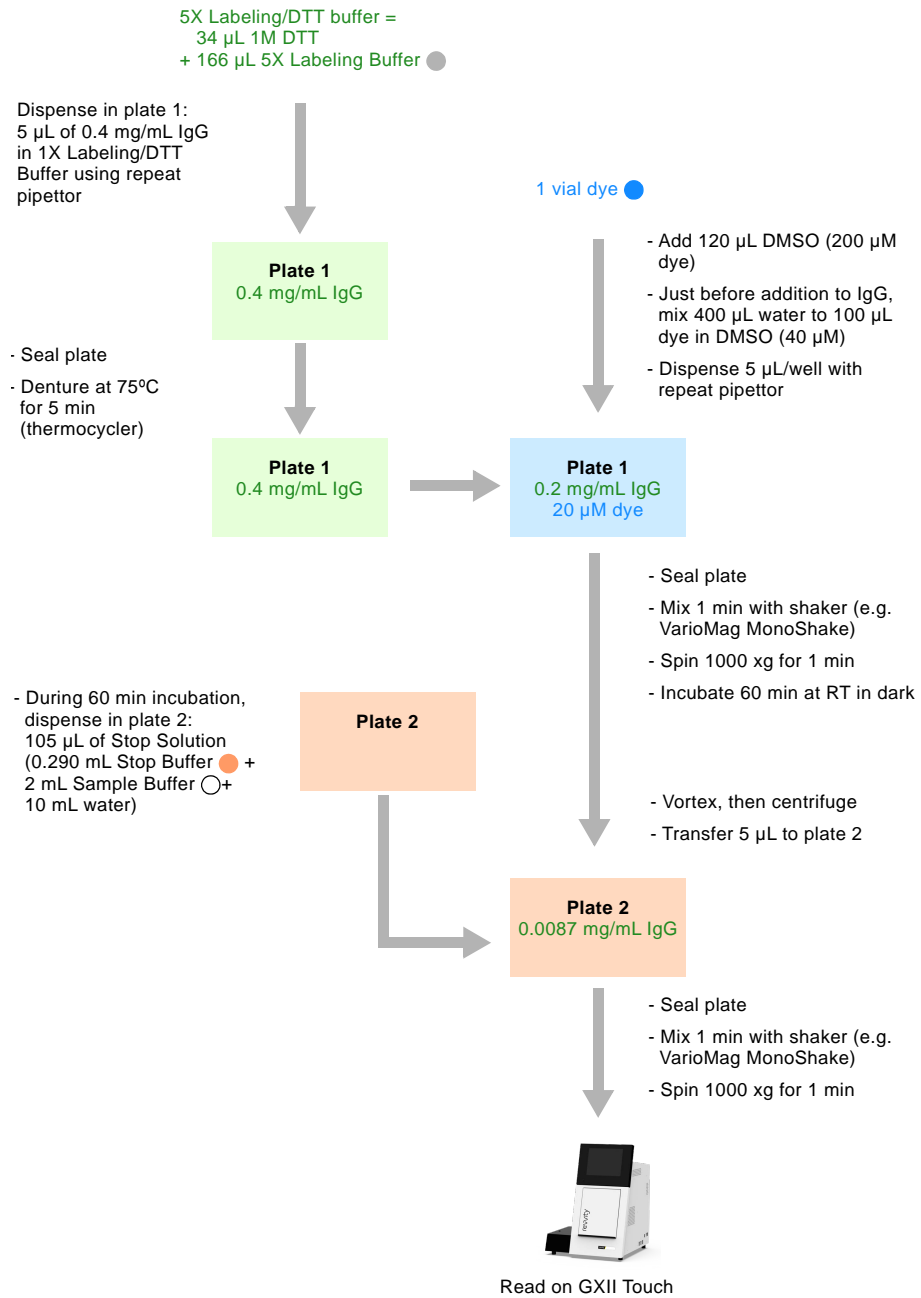 5X Labeling/DTT buffer =
34 µL 1M DTT
+ 166 µL 5X Labeling Buffer
Dispense in plate 1:
5 µL of 0.4 mg/mL IgG
in 1X Labeling/DTT
Buffer using repeat
pipettor
1 vial dye
- Add 120 µL DMSO (200 µM
dye)
- Just before addition to IgG,
mix 400 µL water to 100 µL
dye in DMSO (40 µM)
- Dispense 5 µL/well with
repeat pipettor
Plate 1
0.4 mg/mL IgG
- Seal plate
- Denture at 75ºC
for 5 min
(thermocycler)
Plate 1
0.4 mg/mL IgG
Plate 1
0.2 mg/mL IgG
20 µM dye
- Seal plate
- Mix 1 min with shaker (e.g.
VarioMag MonoShake)
- Spin 1000 xg for 1 min
- Incubate 60 min at RT in dark
- During 60 min incubation,
dispense in plate 2:
105 µL of Stop Solution
(0.290 mL Stop Buffer +
2 mL Sample Buffer +
10 mL water)
Plate 2
- Vortex, then centrifuge
- Transfer 5 µL to plate 2
Plate 2
0.0087 mg/mL IgG
- Seal plate
- Mix 1 min with shaker (e.g.
VarioMag MonoShake)
- Spin 1000 xg for 1 min
revvity
Read on GXII Touch